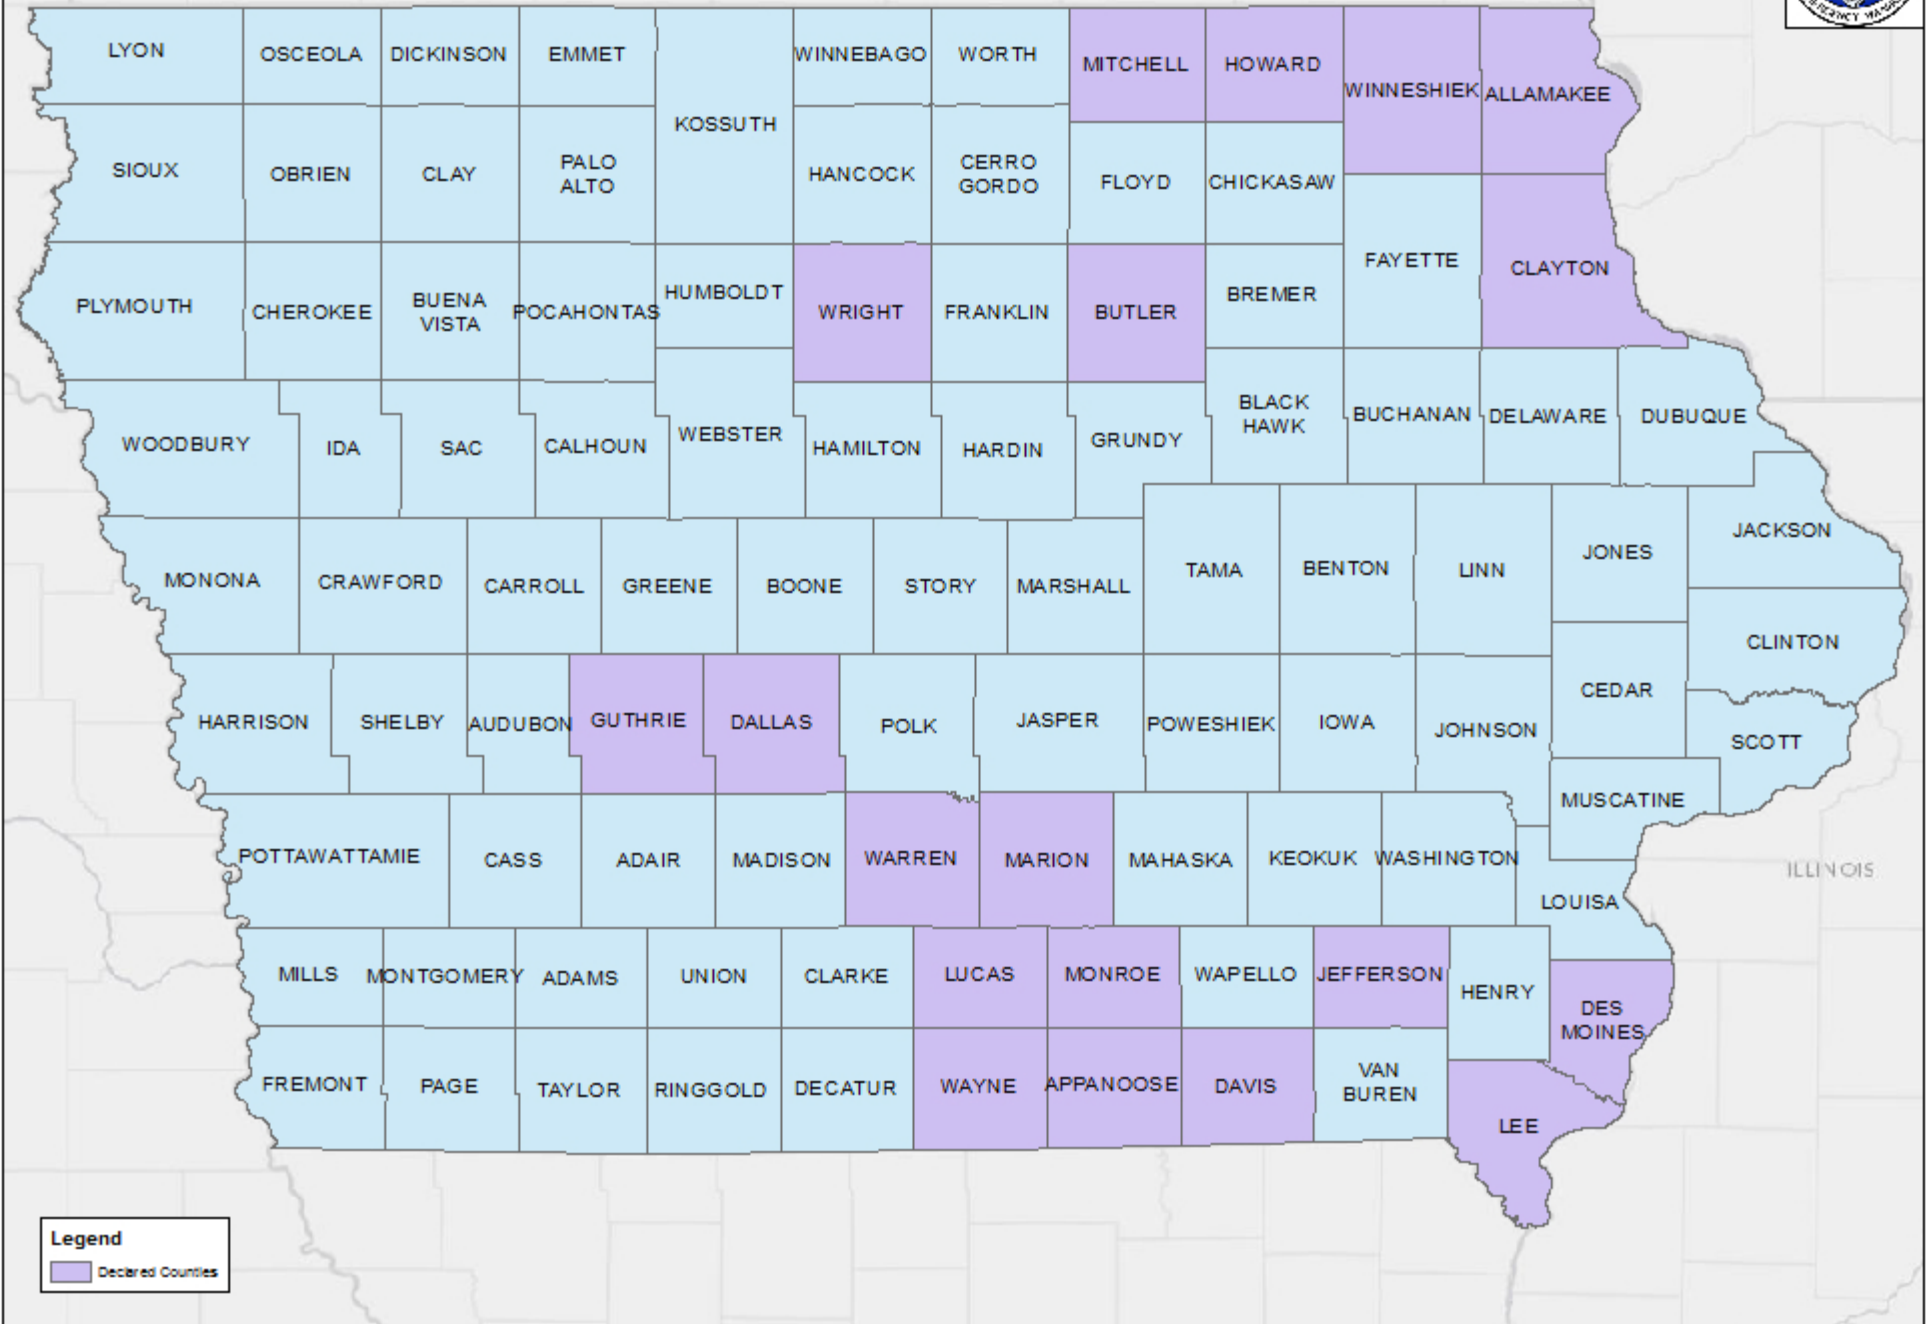 LYON
OSCEOLA
DICKINSON
EMMET
KOSSUTH
WINNEBAGO
WORTH
MITCHELL
HOWARD
WINNESHIEK
ALLAMAKEE
SIOUX
OBRIEN
CLAY
PALO
ALTO
HANCOCK
CERRO
GORDO
FLOYD
CHICKASAW
FAYETTE
CLAYTON
PLYMOUTH
CHEROKEE
BUENA
VISTA
POCAHONTAS
HUMBOLDT
WRIGHT
FRANKLIN
BUTLER
BREMER
WOODBURY
IDA
SAC
CALHOUN
WEBSTER
HAMILTON
HARDIN
GRUNDY
BLACK
HAWK
BUCHANAN
DELAWARE
DUBUQUE
MONONA
CRAWFORD
CARROLL
GREENE
BOONE
STORY
MARSHALL
TAMA
BENTON
LINN
JONES
JACKSON
CLINTON
CEDAR
HARRISON
SHELBY
AUDUBON
GUTHRIE
DALLAS
POLK
JASPER
POWESHIEK
IOWA
JOHNSON
SCOTT
MUSCATINE
POTTAWATTAMIE
CASS
ADAIR
MADISON
WARREN
MARION
MAHASKA
KEOKUK
WASHINGTON
LOUISA
ILLINOIS
MILLS
MONTGOMERY
ADAMS
UNION
CLARKE
LUCAS
MONROE
WAPELLO
JEFFERSON
HENRY
DES
MOINES
FREMONT
PAGE
TAYLOR
RINGGOLD
DECATUR
WAYNE
APPANOOSE
DAVIS
VAN
BUREN
LEE
Legend
Declared Counties